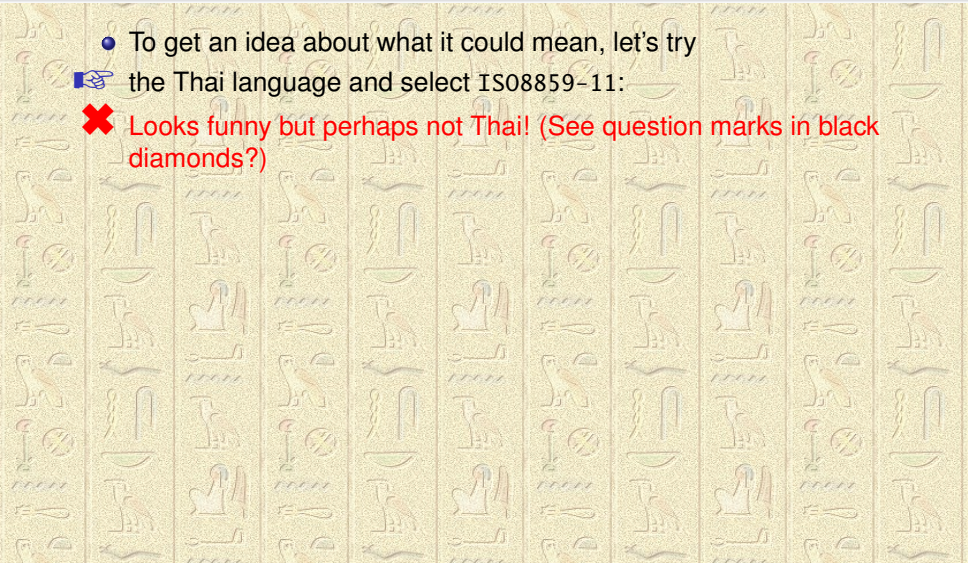 To get an idea about what it could mean, let's try
the Thai language and select ISO8859-11:
Looks funny but perhaps not Thai! (See question marks in black
diamonds?)